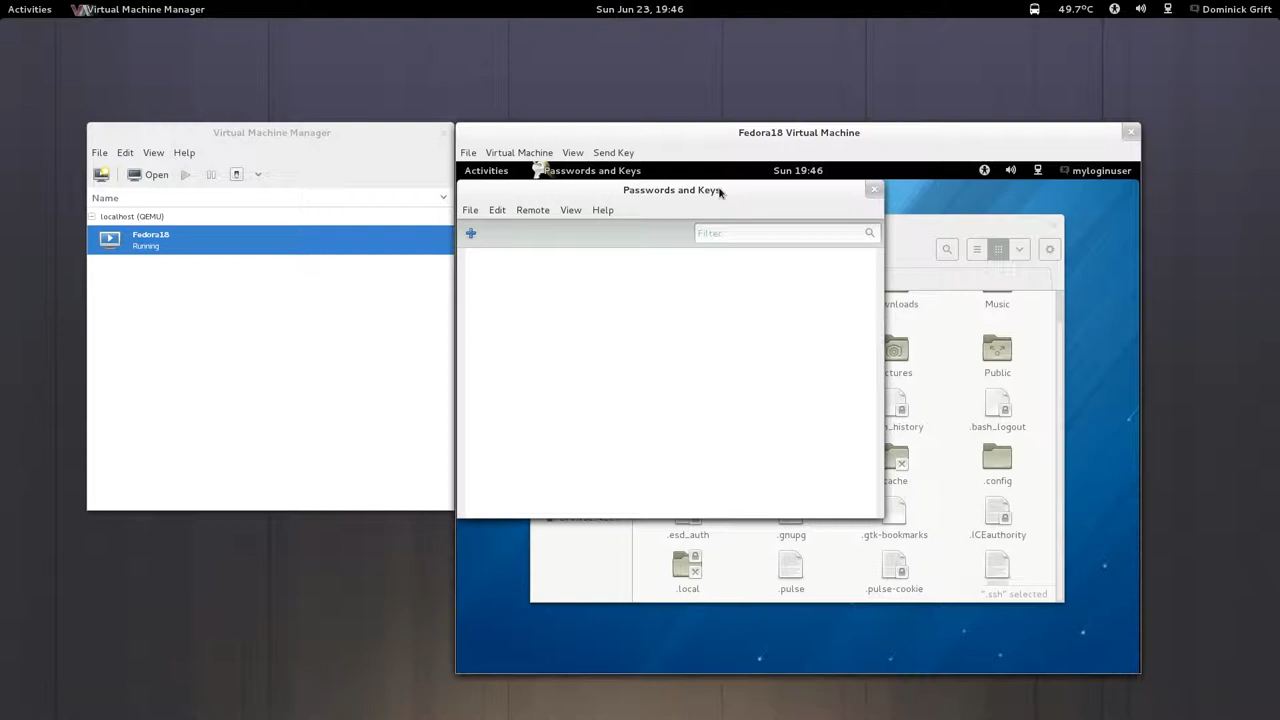 Activities Virtual Machine Manager Sun Jun 23, 19:46 49.7°C Dominick Grift
Virtual Machine Manager
File Edit View Help
Open
Name
localhost (QEMU)
Fedora18
Running
Fedora18 Virtual Machine
File Virtual Machine View Send Key
Activities Passwords and Keys Sun 19:46 myloginuser
Passwords and Keys
File Edit Remote View Help
Filter
wnloads Music
ctures Public
h_history .bash_logout
cache .config
.esd_auth .gnupg .gtk-bookmarks .ICEauthority
.local .pulse .pulse-cookie
".ssh" selected